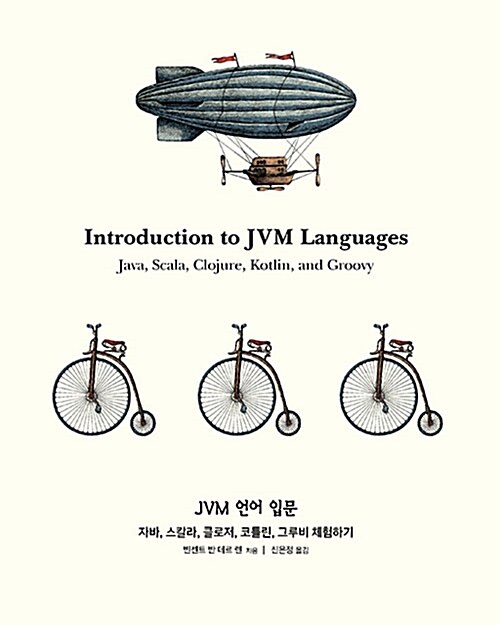 Introduction to JVM Languages
Java, Scala, Clojure, Kotlin, and Groovy
JVM 언어 입문
자바, 스칼라, 클로저, 코틀린, 그루비 체험하기
빈센트 반 데르 렌 지음 | 신은정 옮김